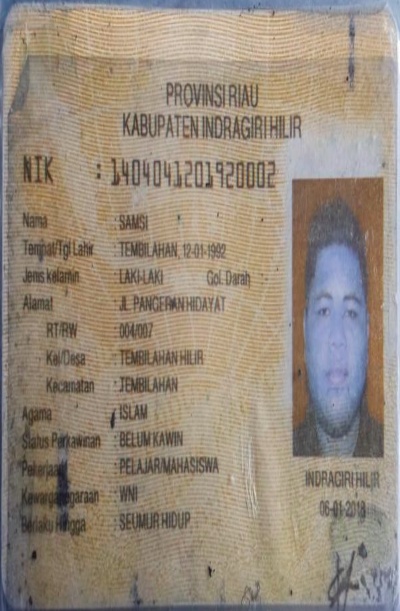 PROVINSI RIAU
KABUPATEN INDRAGIRI HILIR
NIK : 1404041201920002
Nama : SAMSI
Tempat/Tgl Lahir : TEMBILAHAN, 12-01-1992
Jenis kelamin : LAKI-LAKI Gol. Darah
Alamat : JL PANGERAN HIDAYAT
RT/RW : 004/007
Kel/Desa : TEMBILAHAN HILIR
Kecamatan : TEMBILAHAN
Agama : ISLAM
Status Perkawinan : BELUM KAWIN
Pekerjaan : PELAJAR/MAHASISWA
Kewarganegaraan : WNI
Berlaku Hingga : SEUMUR HIDUP
INDRAGIRI HILIR
06-01-2018